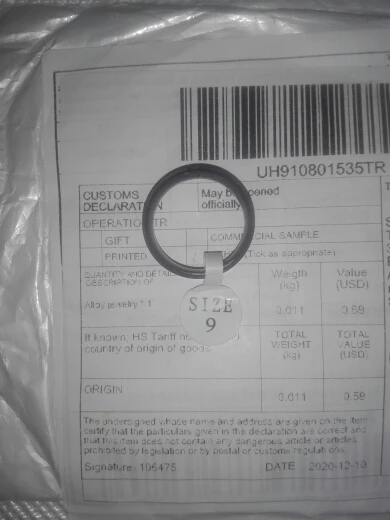 UH910801535TR
CUSTOMS DECLARATION
May be opened officially
OPERATIO TR
GIFT
COMMERCIAL SAMPLE
PRINTED
(Tick as appropriate)
QUANTITY AND DETAIL DESCRIPTION OF
Weigth (kg)
Value (USD)
Alloy jewelry * 1
0.011
0.59
SIZE
9
If known, HS Tariff
country of origin of goods
TOTAL WEIGHT (kg)
TOTAL VALUE (USD)
ORIGIN
0.011
0.59
The undersigned whose name and address are given on the item
certify that the particulars given in the declaration are correct and
that this item does not contain any dangerous article or articles
prohibited by legislation or by postal or customs regulations.
Signature: 106475
DATE 2020-12-10